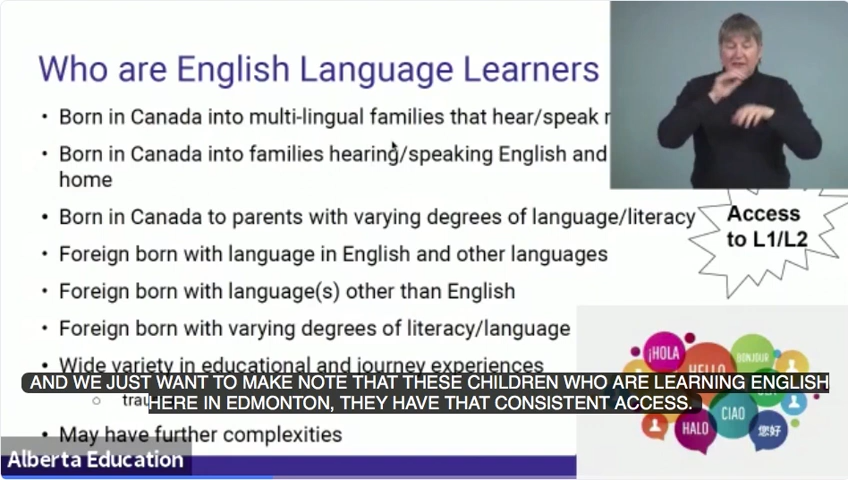 Who are English Language Learners
• Born in Canada into multi-lingual families that hear/speak
• Born in Canada into families hearing/speaking English and
home
• Born in Canada to parents with varying degrees of language/literacy
Access
to L1/L2
• Foreign born with language in English and other languages
• Foreign born with language(s) other than English
• Foreign born with varying degrees of literacy/language
• Wide variety in educational and journey experiences
AND WE JUST WANT TO MAKE NOTE THAT THESE CHILDREN WHO ARE LEARNING ENGLISH
HERE IN EDMONTON, THEY HAVE THAT CONSISTENT ACCESS.
• May have further complexities
Alberta Education
¡HOLA
HELLO
BONJOUR
CIAO
HALO
您好